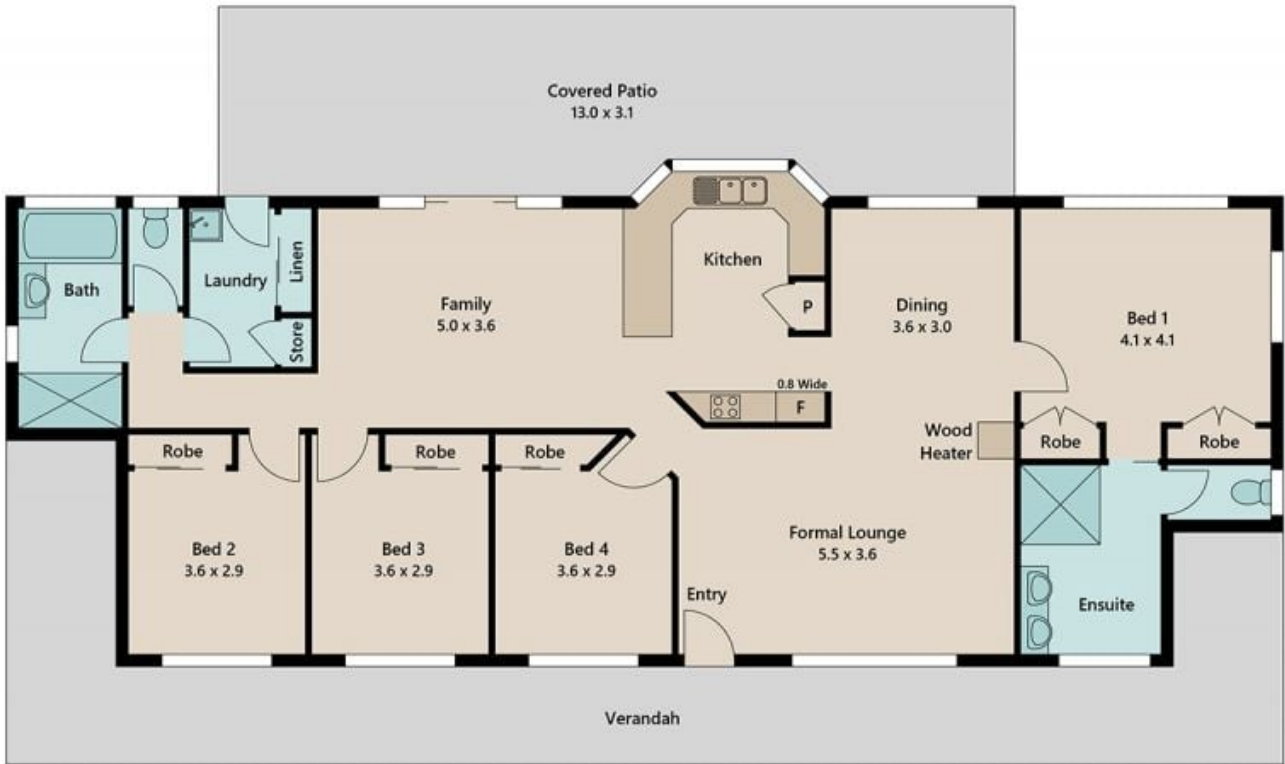 Covered Patio
13.0 x 3.1
Bath
Laundry
Linen
Store
Family
5.0 x 3.6
Kitchen
P
Dining
3.6 x 3.0
Bed 1
4.1 x 4.1
0.8 Wide
F
Wood
Heater
Robe
Robe
Robe
Robe
Robe
Bed 2
3.6 x 2.9
Bed 3
3.6 x 2.9
Bed 4
3.6 x 2.9
Formal Lounge
5.5 x 3.6
Entry
Ensuite
Verandah